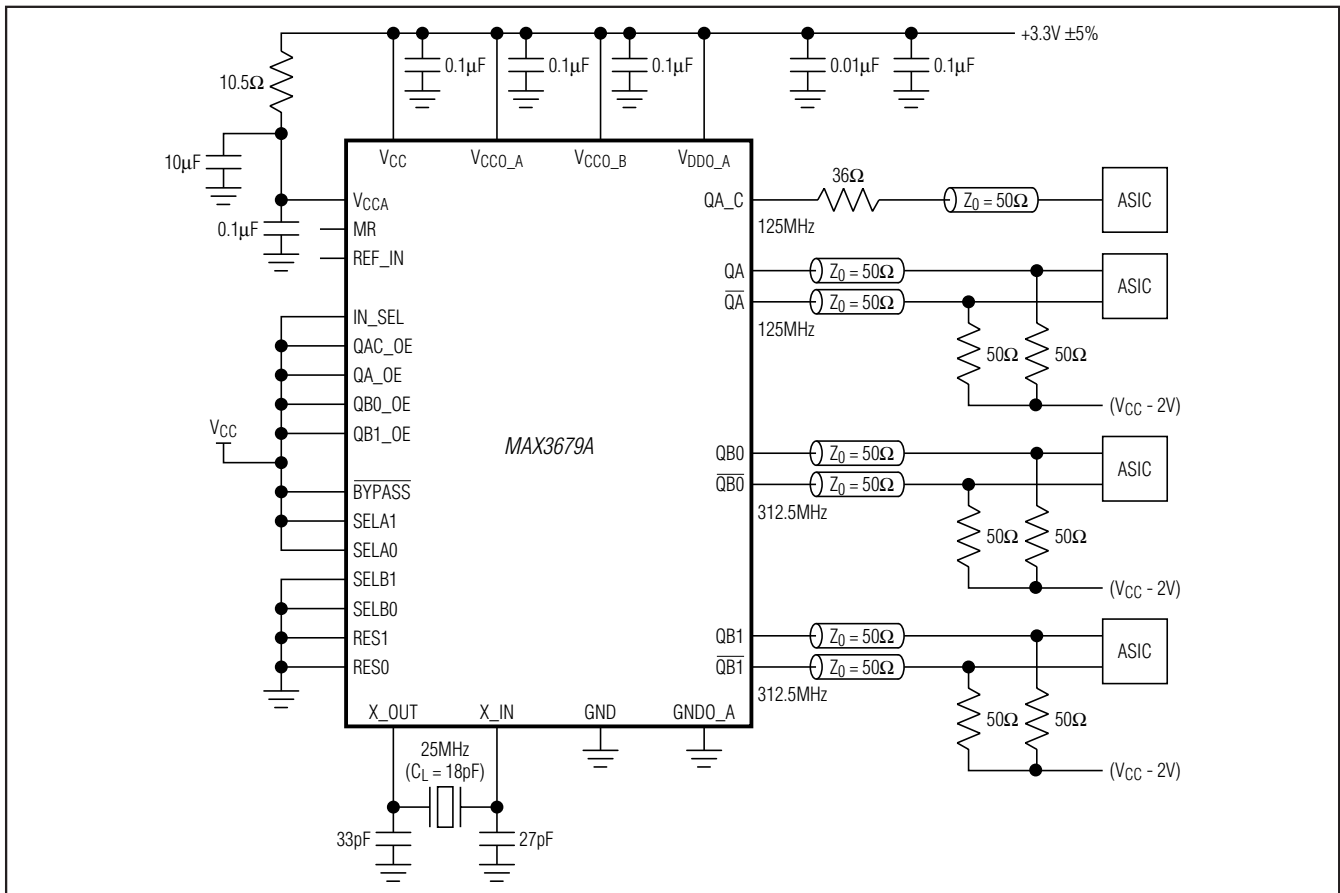 +3.3V ±5%
0.1µF
0.1µF
0.1µF
0.01µF
0.1µF
10.5Ω
10µF
0.1µF
VCC
VCCO_A
VCCO_B
VDDO_A
VCCA
MR
REF_IN
IN_SEL
QAC_OE
QA_OE
QB0_OE
QB1_OE
VCC
BYPASS
SELA1
SELA0
SELB1
SELB0
RES1
RES0
MAX3679A
QA_C
125MHz
36Ω
Z0 = 50Ω
ASIC
QA
Z0 = 50Ω
QA
Z0 = 50Ω
125MHz
ASIC
50Ω
50Ω
(VCC - 2V)
QB0
Z0 = 50Ω
QB0
Z0 = 50Ω
312.5MHz
ASIC
50Ω
50Ω
(VCC - 2V)
QB1
Z0 = 50Ω
QB1
Z0 = 50Ω
312.5MHz
ASIC
50Ω
50Ω
(VCC - 2V)
X_OUT
X_IN
GND
GNDO_A
25MHz
(CL = 18pF)
33pF
27pF